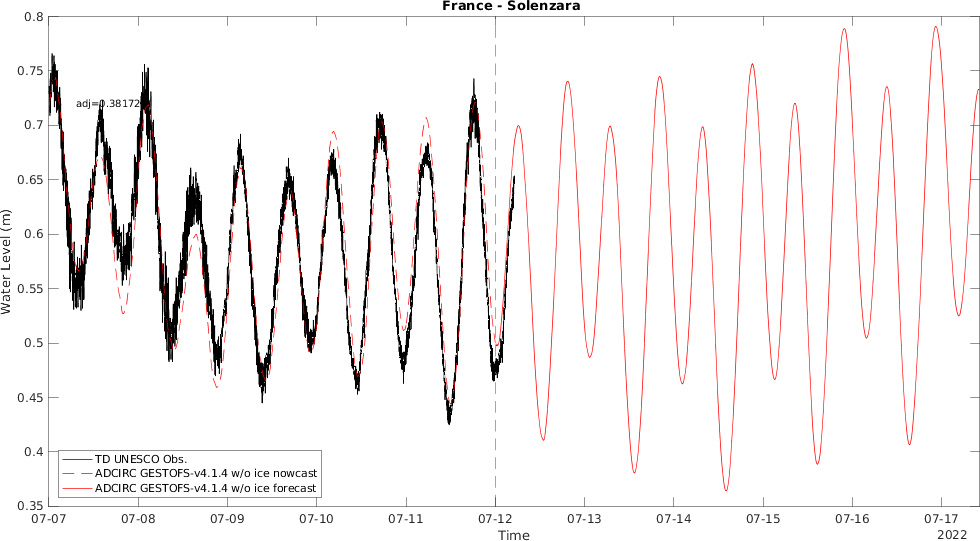 France - Solenzara
0.8
0.75
0.7
0.65
0.6
0.55
0.5
0.45
0.4
0.35
Water Level (m)
adj=0.38172
TD UNESCO Obs.
ADCIRC GESTOFS-v4.1.4 w/o ice nowcast
ADCIRC GESTOFS-v4.1.4 w/o ice forecast
07-07 07-08 07-09 07-10 07-11 07-12 07-13 07-14 07-15 07-16 07-17
Time
2022